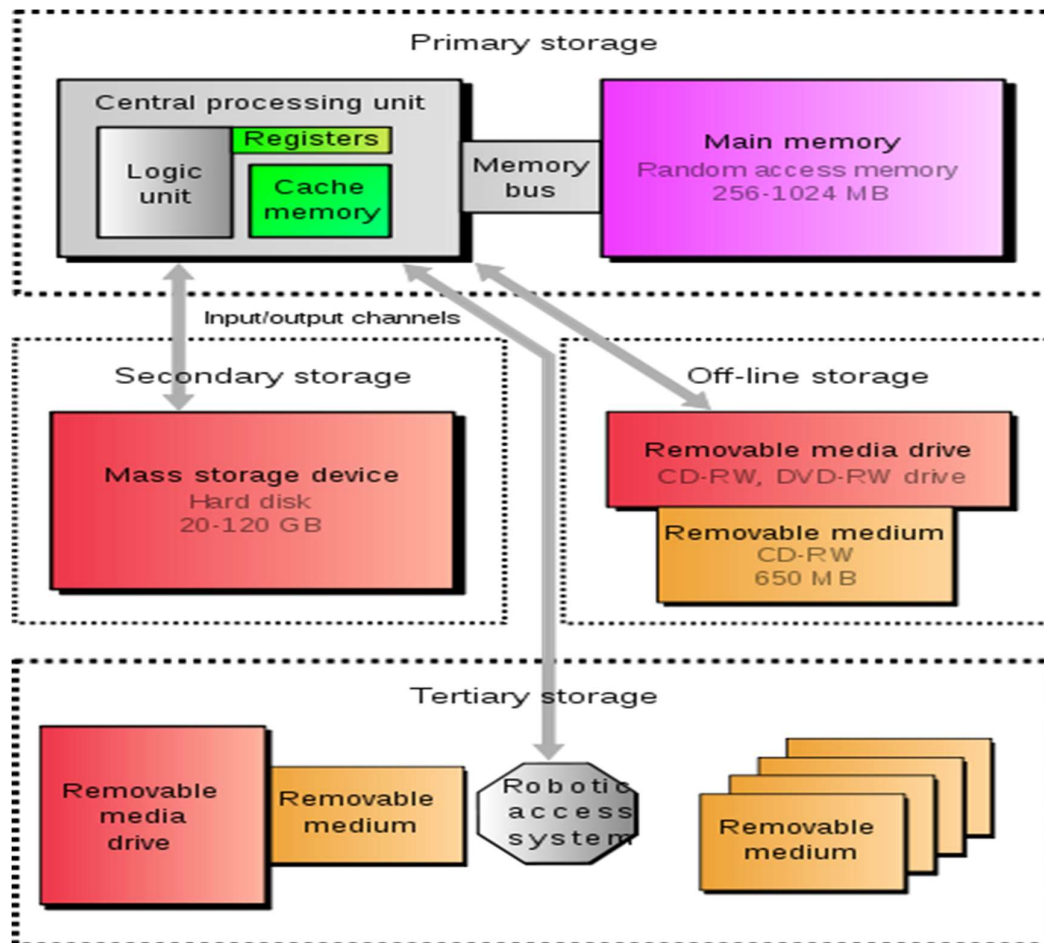 Primary storage
Central processing unit
Registers
Logic
unit
Cache
memory
Memory
bus
Main memory
Random access memory
256-1024 MB
Input/output channels
Secondary storage
Mass storage device
Hard disk
20-120 GB
Off-line storage
Removable media drive
CD-RW, DVD-RW drive
Removable medium
CD-RW
650 MB
Tertiary storage
Removable
media
drive
Removable
medium
Robotic
access
system
Removable
medium